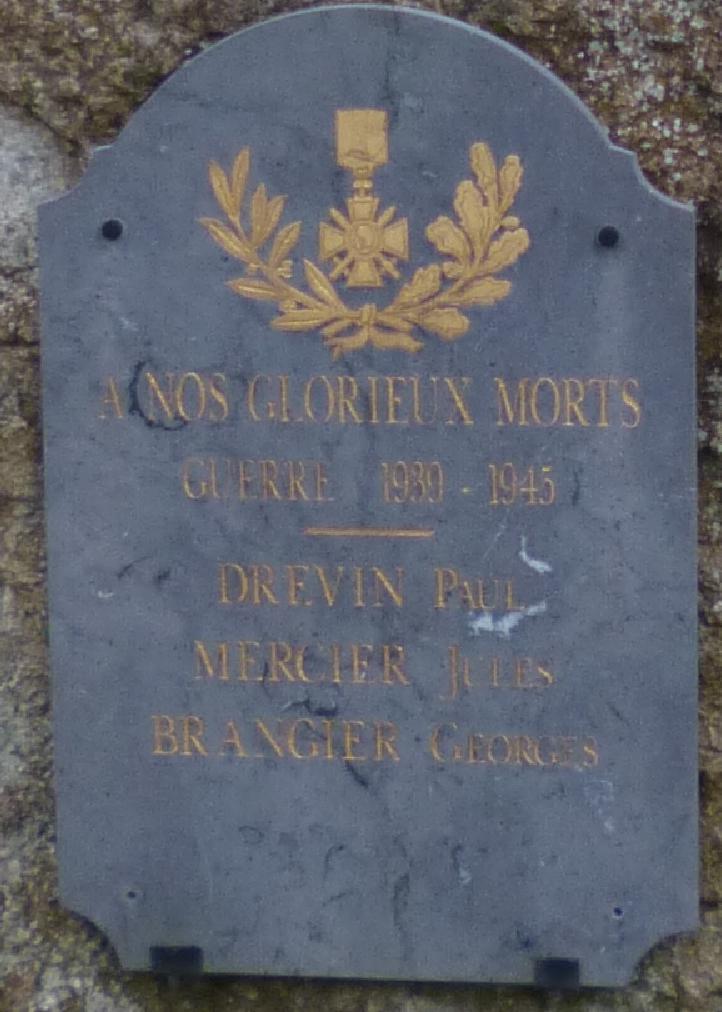 A NOS GLORIEUX MORTS
GUERRE 1939 - 1945
DREVIN PAUL
MERCIER JULES
BRANGIER GEORGES